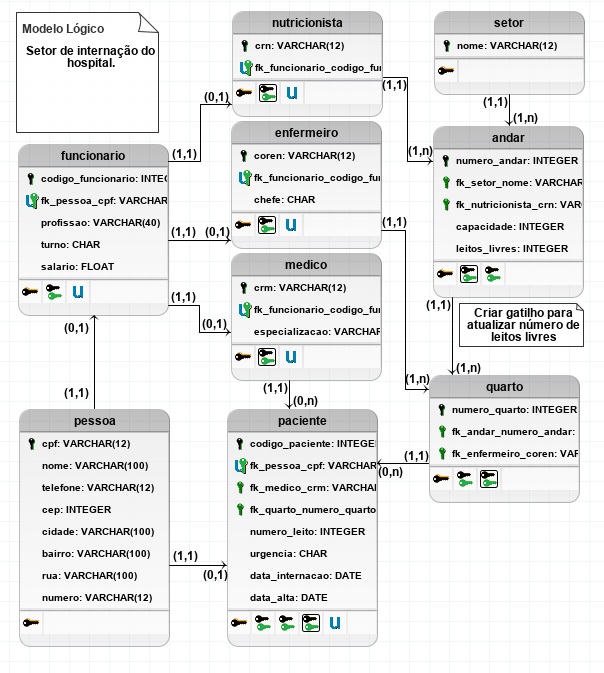 Modelo Lógico
Setor de internação do
hospital.
nutricionista
crn: VARCHAR(12)
fk_funcionario_codigo_fu
setor
nome: VARCHAR(12)
(0,1)
(1,1)
(1,1)
(1,n)
enfermeiro
coren: VARCHAR(12)
fk_funcionario_codigo_fu
chefe: CHAR
(1,n)
andar
numero_andar: INTEGER
fk_setor_nome: VARCHAR
fk_nutricionista_crn: VAR
capacidade: INTEGER
leitos_livres: INTEGER
funcionario
codigo_funcionario: INTE
fk_pessoa_cpf: VARCHAR
profissao: VARCHAR(40)
turno: CHAR
salario: FLOAT
(1,1)
(1,1)
(0,1)
(1,1)
medico
crm: VARCHAR(12)
fk_funcionario_codigo_fu
especializacao: VARCHAR
(1,1)
(0,1)
(0,1)
(1,1)
Criar gatilho para
atualizar número de
leitos livres
(1,n)
(1,n)
quarto
numero_quarto: INTEGER
fk_andar_numero_andar:
fk_enfermeiro_coren: VAR
(1,1)
(1,1)
(0,n)
pessoa
cpf: VARCHAR(12)
nome: VARCHAR(100)
telefone: VARCHAR(12)
cep: INTEGER
cidade: VARCHAR(100)
bairro: VARCHAR(100)
rua: VARCHAR(100)
numero: VARCHAR(12)
(1,1)
(0,1)
paciente
codigo_paciente: INTEGE
fk_pessoa_cpf: VARCHAR
fk_medico_crm: VARCHAR
fk_quarto_numero_quarto
numero_leito: INTEGER
urgencia: CHAR
data_internacao: DATE
data_alta: DATE
(1,1)
(0,n)